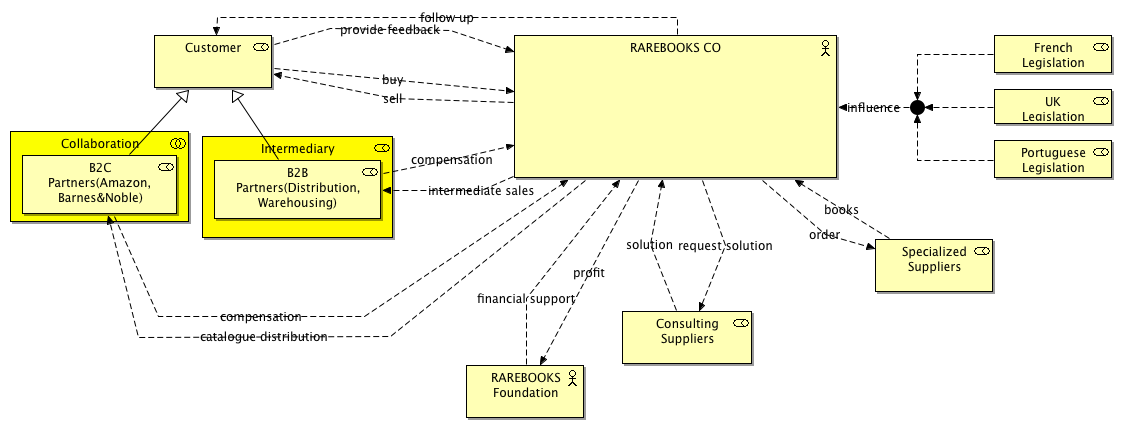 follow up
provide feedback
Customer
RAREBOOKS CO
French
Legislation
buy
sell
influence
UK
Legislation
Collaboration
Intermediary
Portuguese
Legislation
B2C
Partners(Amazon,
Barnes&Noble)
B2B
Partners(Distribution,
Warehousing)
compensation
intermediate sales
books
order
solution
request solution
Specialized
Suppliers
profit
financial support
compensation
catalogue distribution
Consulting
Suppliers
RAREBOOKS
Foundation